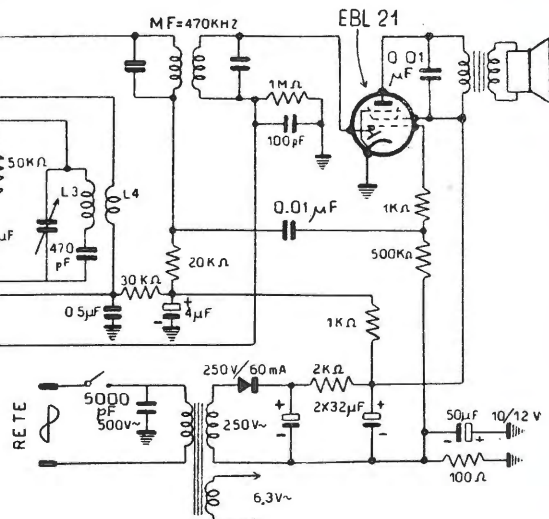 MF=470KHZ
EBL 21
0.01
µF
1MΩ
100pF
50KΩ
L3
L4
µF
470
pF
0.01µF
1KΩ
20KΩ
500KΩ
30KΩ
+
0.5µF
-
4µF
1KΩ
250V/60mA
2KΩ
RETE
5000
pF
500V~
250V~
+
-
2X32µF
+
-
50µF
10/12 V
-
+
100Ω
6,3V~